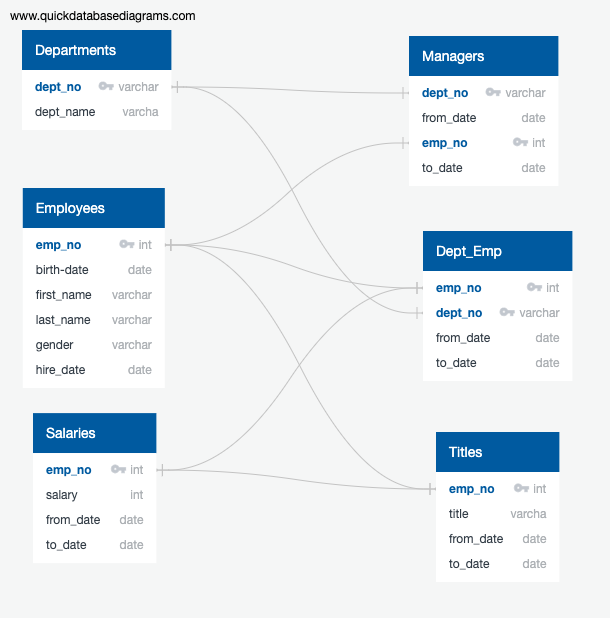 www.quickdatabasediagrams.com
Departments
dept_no varchar
dept_name varcha
Managers
dept_no varchar
from_date date
emp_no int
to_date date
Employees
emp_no int
birth-date date
first_name varchar
last_name varchar
gender varchar
hire_date date
Dept_Emp
emp_no int
dept_no varchar
from_date date
to_date date
Salaries
emp_no int
salary int
from_date date
to_date date
Titles
emp_no int
title varcha
from_date date
to_date date